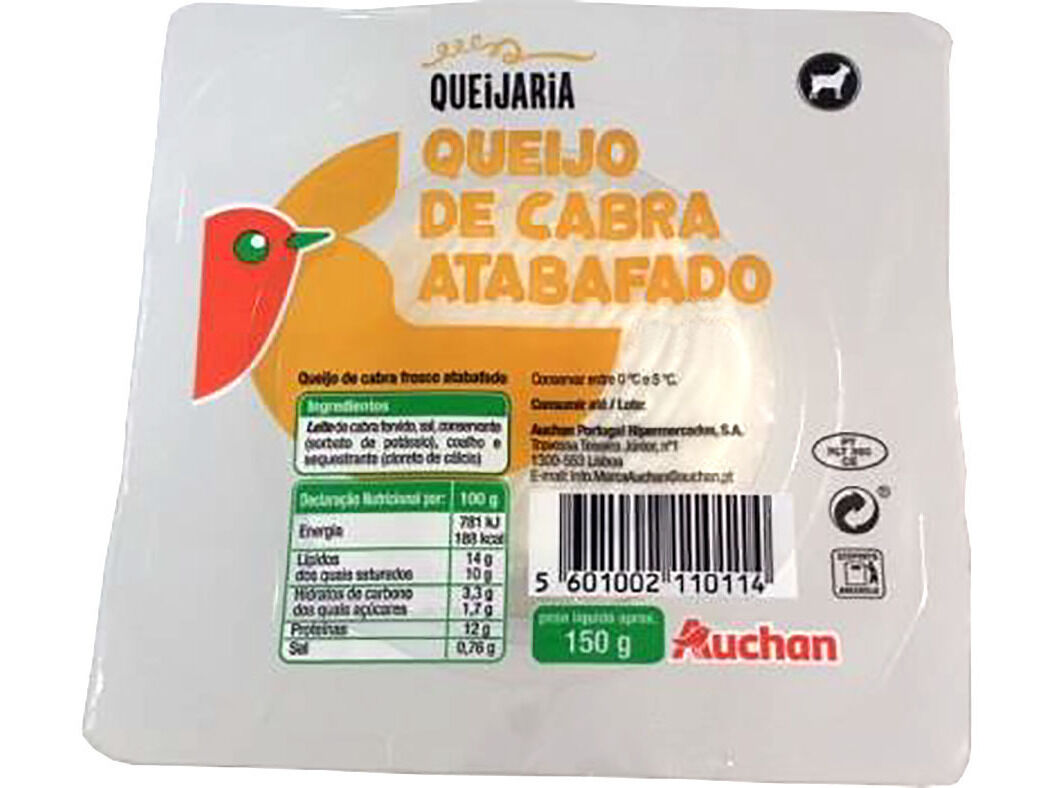 QUEiJARiA
QUEIJO
DE CABRA
ATABAFADO
Queijo de cabra fresco atabafado
Ingredientes
Leite de cabra fervido, sal, conservante
(sorbato de potássio), coalho e
sequestrante (cloreto de cálcio)
Declaração Nutricional por: 100 g
Energia 781 kJ
188 kcal
Lípidos 14 g
dos quais saturados 10 g
Hidratos de carbono 3,3 g
dos quais açúcares 1,7 g
Proteínas 12 g
Sal 0,76 g
Conservar entre 0 °C e 5 °C.
Consumir até / Lote:
Auchan Portugal Hipermercados, S.A.
Travessa Teixeira Júnior, nº1
1300-553 Lisboa
E-mail: info.MarcaAuchan@auchan.pt
PT
CE
®
5 601002 110114
peso líquido aprox.
150 g
Auchan